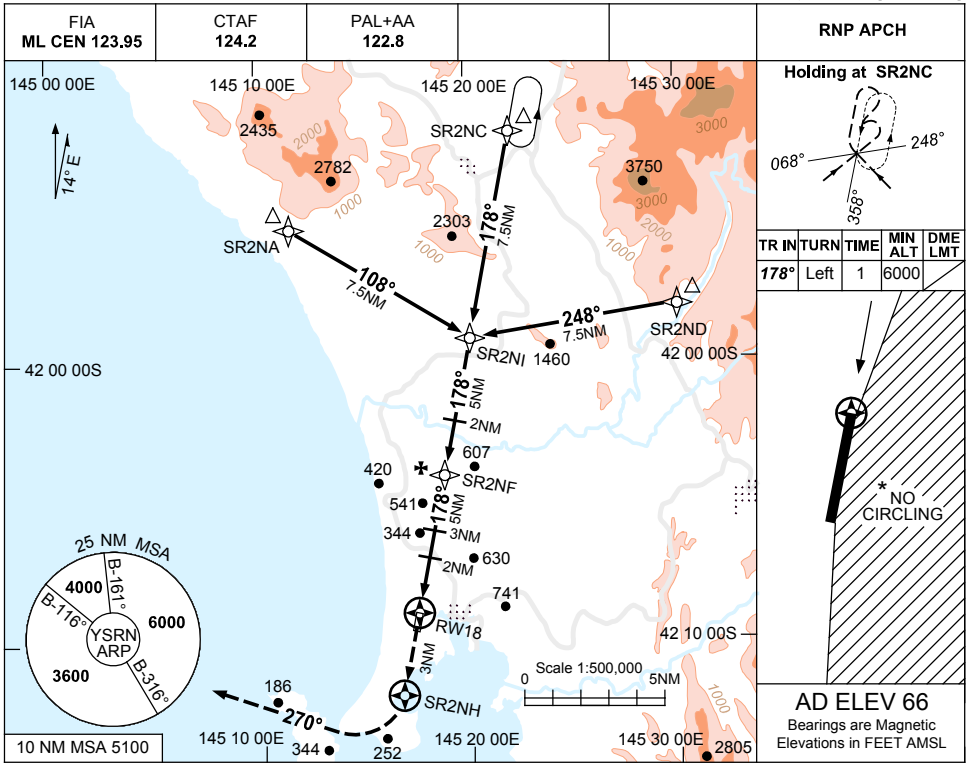 FIA
ML CEN 123.95
CTAF
124.2
PAL+AA
122.8
RNP APCH
145 00 00E
145 10 00E
145 20 00E
145 30 00E
14° E
2435
2000
2782
1000
SR2NC
3000
3750
3000
2000
1000
2303
1000
SR2NA
178°
7.5NM
108°
7.5NM
248°
7.5NM
SR2ND
SR2NI
1460
42 00 00S
42 00 00S
178°
5NM
2NM
607
420
SR2NF
541
178°
5NM
344
3NM
2NM
630
741
RW18
42 10 00S
3NM
SR2NH
Scale 1:500,000
0
5NM
25 NM MSA
4000
B-161°
B-116°
6000
YSRN
ARP
3600
B-316°
186
270°
1000
10 NM MSA 5100
145 10 00E
344
252
145 20 00E
145 30 00E
2805
Holding at SR2NC
068°
248°
358°
TR IN TURN TIME MIN ALT DME LMT
178° Left 1 6000
* NO
CIRCLING
AD ELEV 66
Bearings are Magnetic
Elevations in FEET AMSL